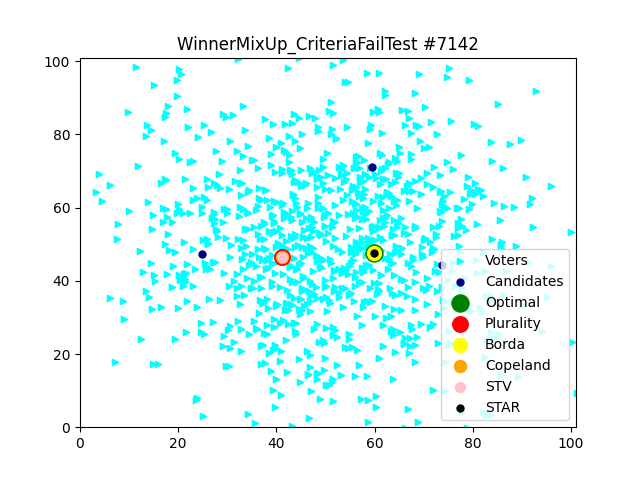 WinnerMixUp_CriteriaFailTest #7142
100
80
60
40
20
0
0 20 40 60 80 100
Voters
Candidates
Optimal
Plurality
Borda
Copeland
STV
STAR